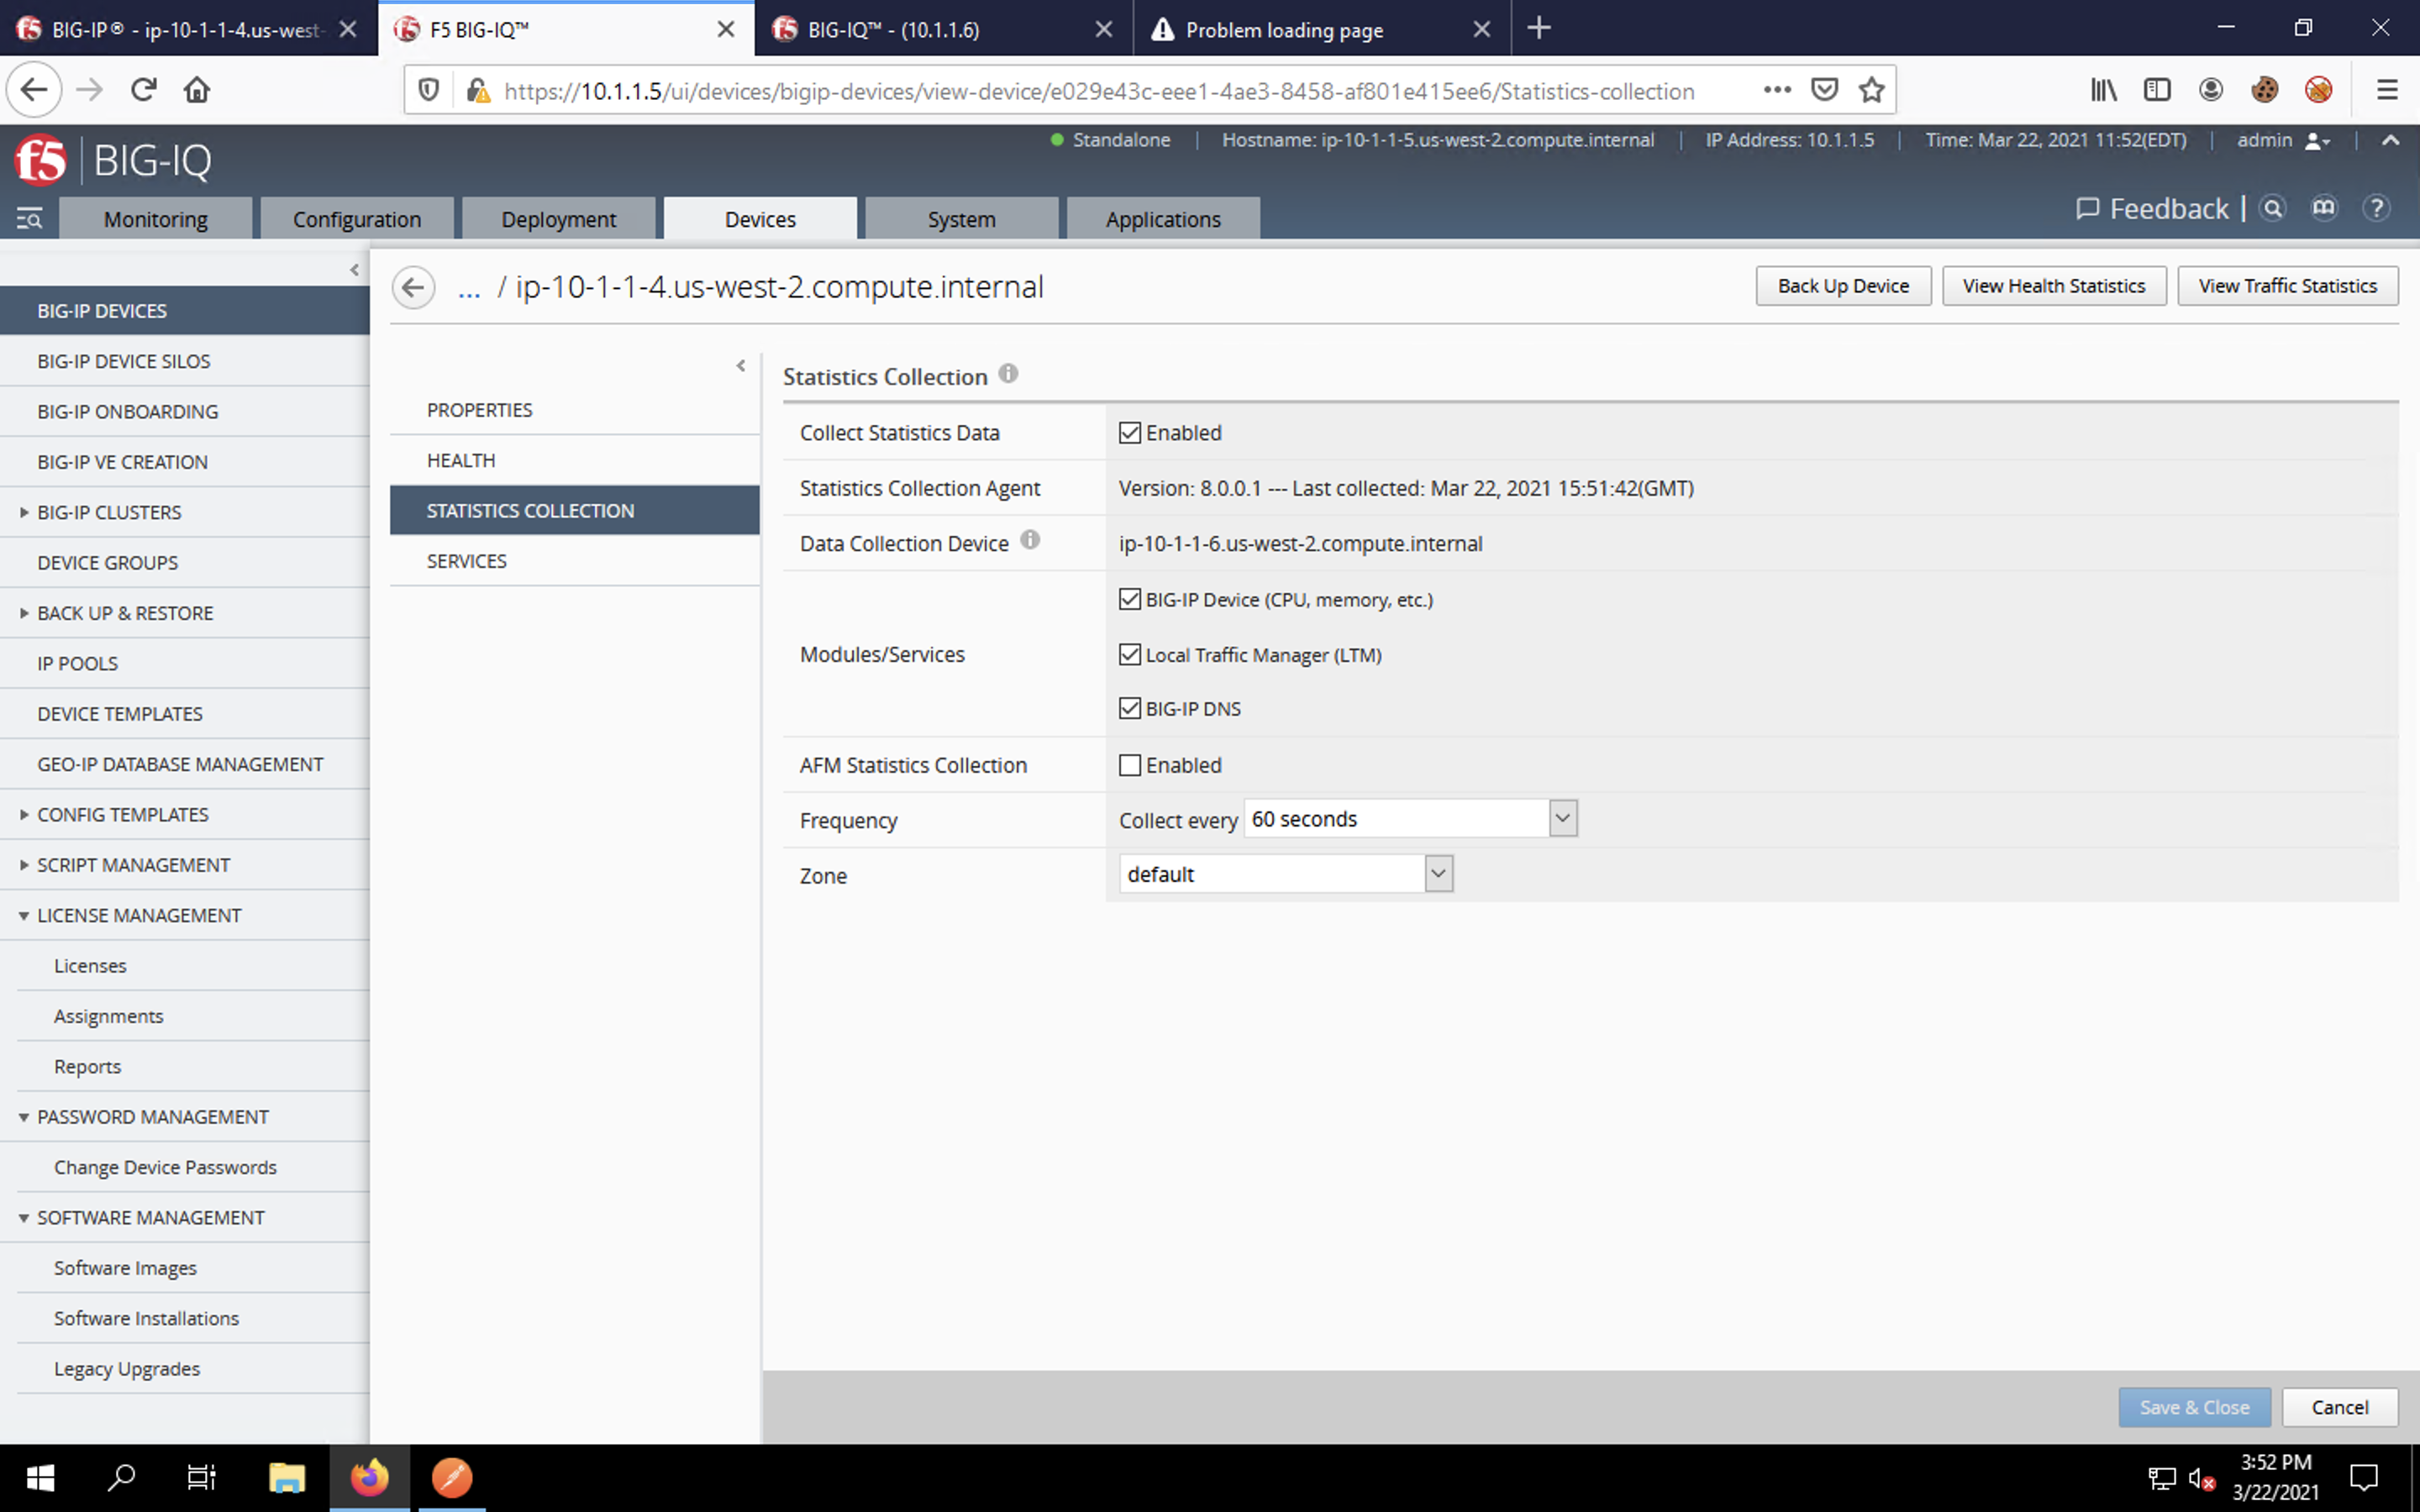 BIG-IP® - ip-10-1-1-4.us-west-
F5 BIG-IQ™
BIG-IQ™ - (10.1.1.6)
Problem loading page
https://10.1.1.5/ui/devices/bigip-devices/view-device/e029e43c-eee1-4ae3-8458-af801e415ee6/Statistics-collection
f5 BIG-IQ
Standalone | Hostname: ip-10-1-1-5.us-west-2.compute.internal | IP Address: 10.1.1.5 | Time: Mar 22, 2021 11:52(EDT) | admin
Monitoring
Configuration
Deployment
Devices
System
Applications
Feedback
BIG-IP DEVICES
BIG-IP DEVICE SILOS
BIG-IP ONBOARDING
BIG-IP VE CREATION
BIG-IP CLUSTERS
DEVICE GROUPS
BACK UP & RESTORE
IP POOLS
DEVICE TEMPLATES
GEO-IP DATABASE MANAGEMENT
CONFIG TEMPLATES
SCRIPT MANAGEMENT
LICENSE MANAGEMENT
Licenses
Assignments
Reports
PASSWORD MANAGEMENT
Change Device Passwords
SOFTWARE MANAGEMENT
Software Images
Software Installations
Legacy Upgrades
... / ip-10-1-1-4.us-west-2.compute.internal
Back Up Device
View Health Statistics
View Traffic Statistics
PROPERTIES
HEALTH
STATISTICS COLLECTION
SERVICES
Statistics Collection
Collect Statistics Data Enabled
Statistics Collection Agent Version: 8.0.0.1 --- Last collected: Mar 22, 2021 15:51:42(GMT)
Data Collection Device ip-10-1-1-6.us-west-2.compute.internal
Modules/Services
BIG-IP Device (CPU, memory, etc.)
Local Traffic Manager (LTM)
BIG-IP DNS
AFM Statistics Collection Enabled
Frequency Collect every 60 seconds
Zone default
Save & Close
Cancel
3:52 PM
3/22/2021